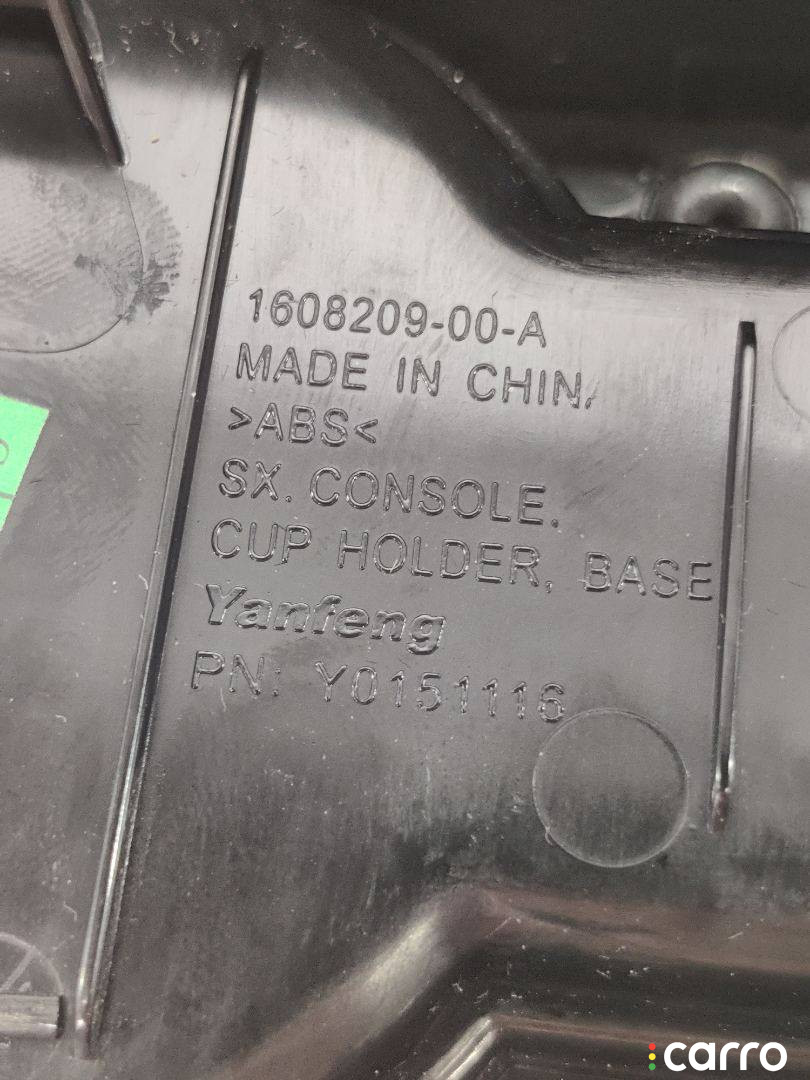 1608209-00-A
MADE IN CHIN
>ABS<
SX. CONSOLE.
CUP HOLDER, BASE
Yanfeng
PN: Y0151116
carro